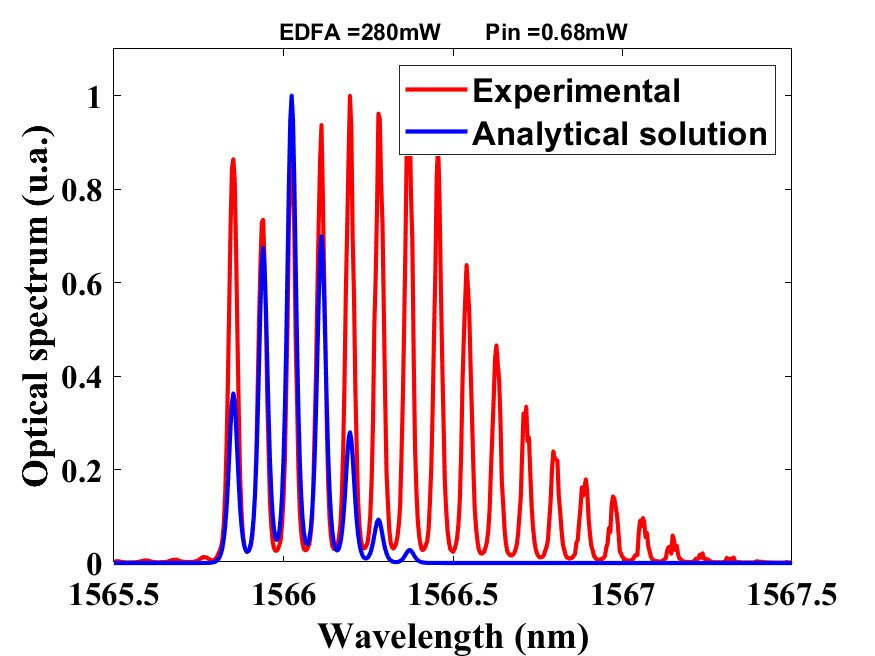 EDFA =280mW Pin =0.68mW
Experimental
Analytical solution
Optical spectrum (u.a.)
1
0.8
0.6
0.4
0.2
0
1565.5 1566 1566.5 1567 1567.5
Wavelength (nm)